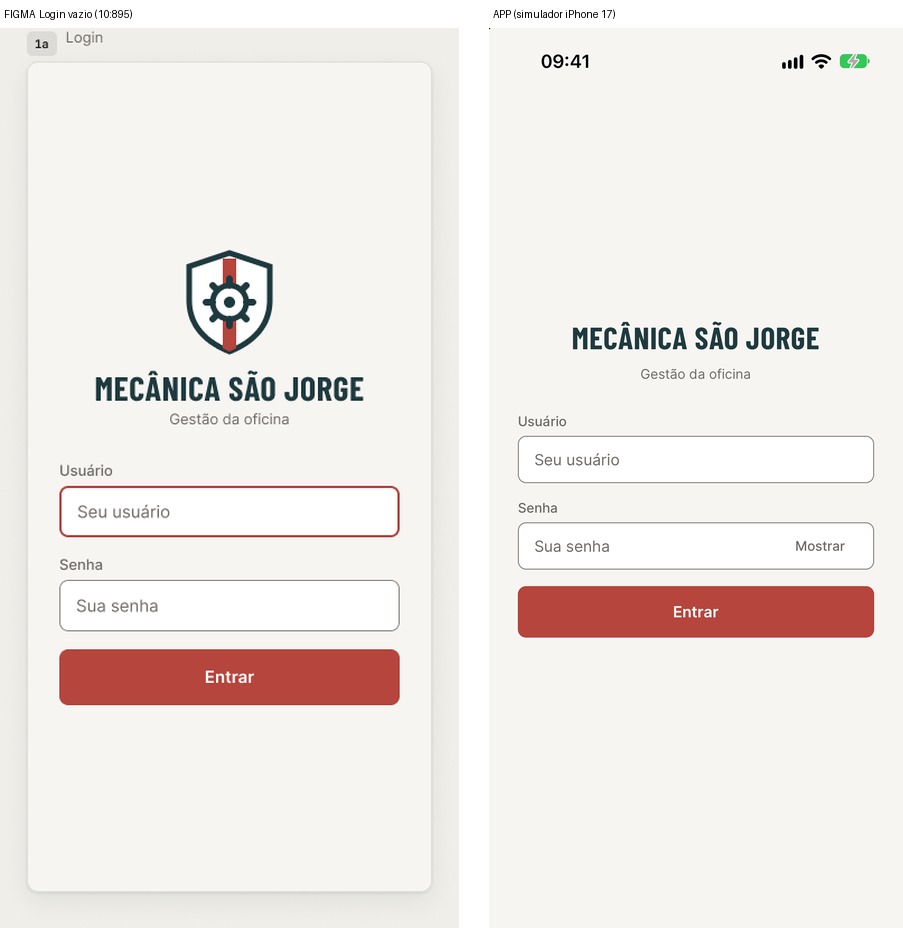 FIGMA Login vazio (10:895)
1a Login
MECÂNICA SÃO JORGE
Gestão da oficina
Usuário
Seu usuário
Senha
Sua senha
Entrar
APP (simulador iPhone 17)
09:41
MECÂNICA SÃO JORGE
Gestão da oficina
Usuário
Seu usuário
Senha
Sua senha Mostrar
Entrar